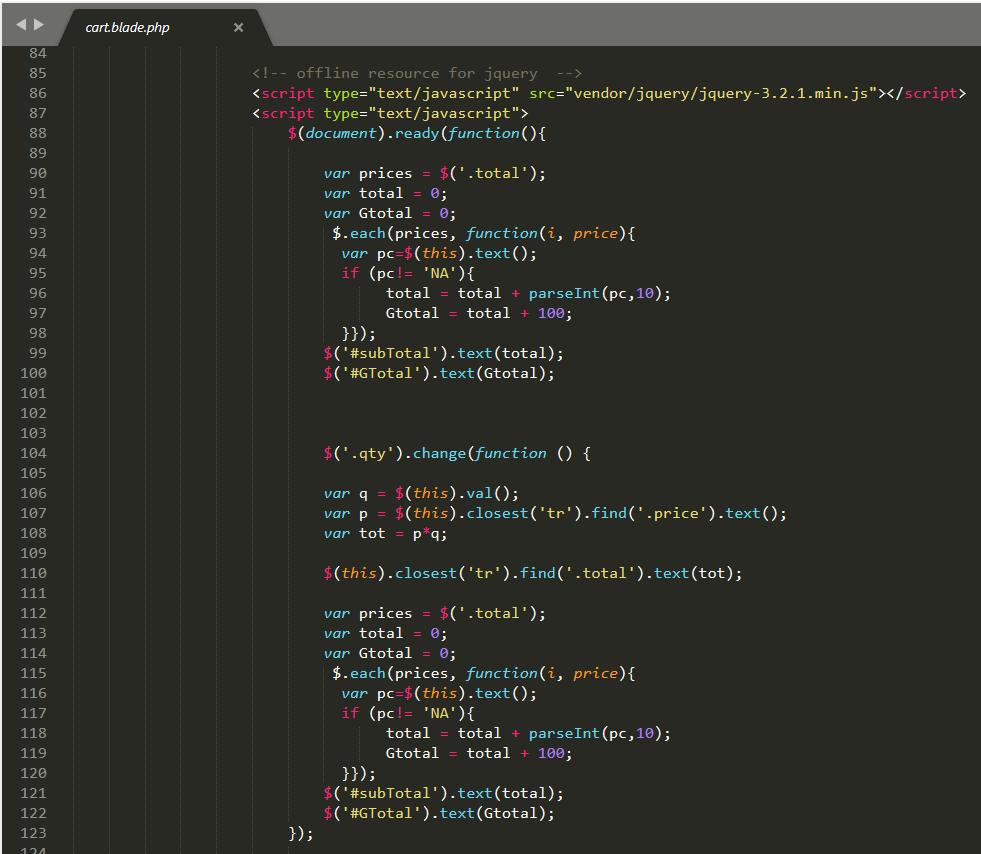 cart.blade.php ×
84
85 <!-- offline resource for jquery  -->
86 <script type="text/javascript" src="vendor/jquery/jquery-3.2.1.min.js"></script>
87 <script type="text/javascript">
88 $(document).ready(function(){
89
90 var prices = $('.total');
91 var total = 0;
92 var Gtotal = 0;
93 $.each(prices, function(i, price){
94 var pc=$(this).text();
95 if (pc!= 'NA'){
96 total = total + parseInt(pc,10);
97 Gtotal = total + 100;
98 }});
99 $('#subTotal').text(total);
100 $('#GTotal').text(Gtotal);
101
102
103
104 $('.qty').change(function () {
105
106 var q = $(this).val();
107 var p = $(this).closest('tr').find('.price').text();
108 var tot = p*q;
109
110 $(this).closest('tr').find('.total').text(tot);
111
112 var prices = $('.total');
113 var total = 0;
114 var Gtotal = 0;
115 $.each(prices, function(i, price){
116 var pc=$(this).text();
117 if (pc!= 'NA'){
118 total = total + parseInt(pc,10);
119 Gtotal = total + 100;
120 }});
121 $('#subTotal').text(total);
122 $('#GTotal').text(Gtotal);
123 });
124